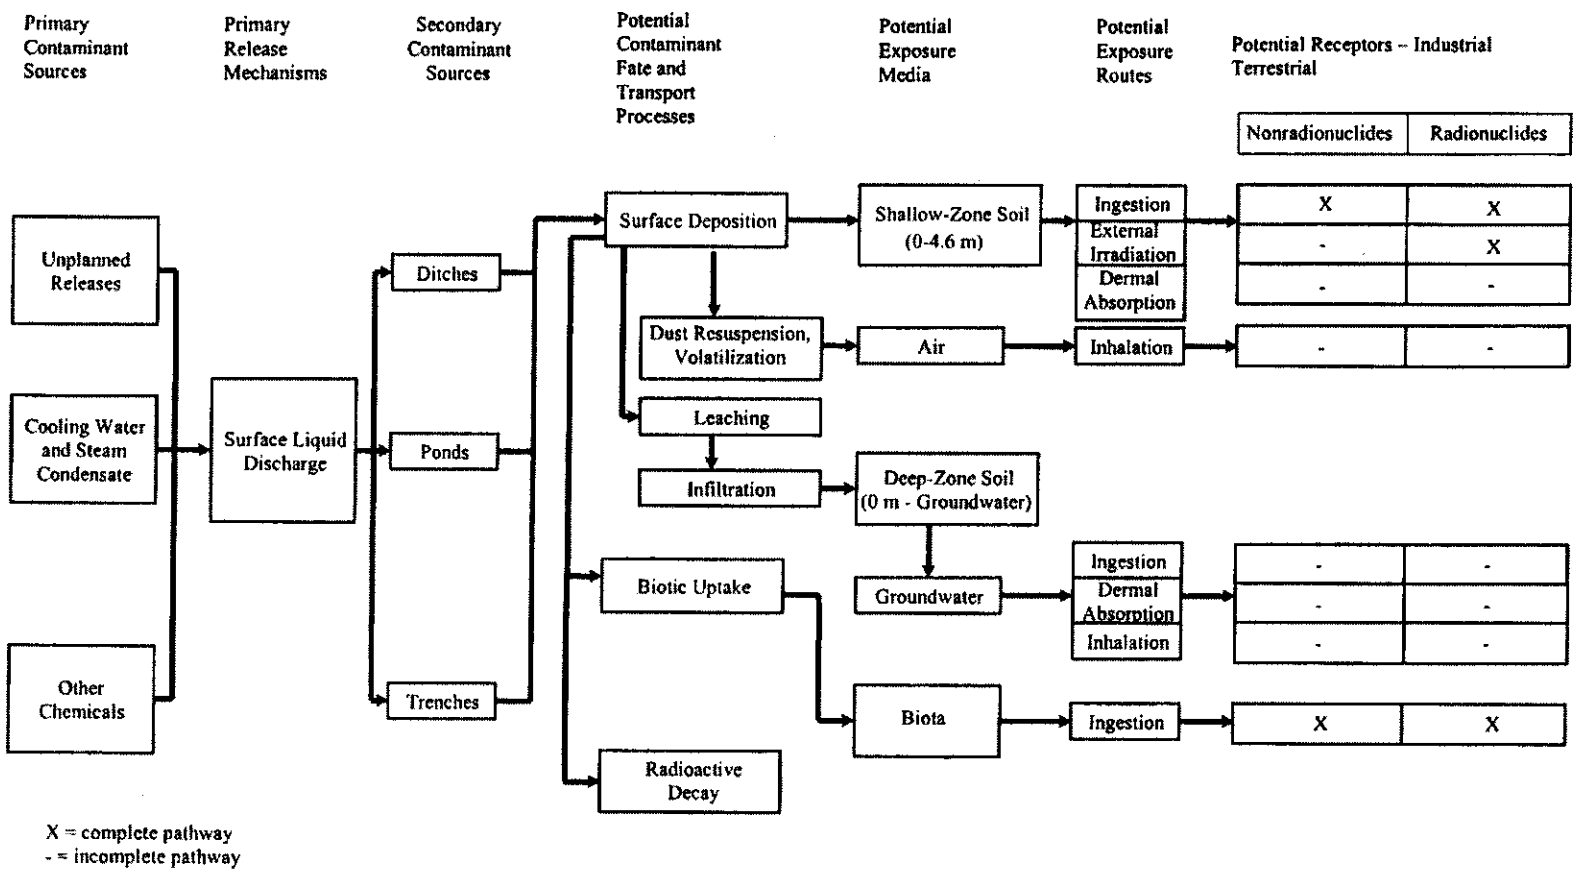 Primary
Contaminant
Sources
Primary
Release
Mechanisms
Secondary
Contaminant
Sources
Potential
Contaminant
Fate and
Transport
Processes
Potential
Exposure
Media
Potential
Exposure
Routes
Potential Receptors – Industrial
Terrestrial
Nonradionuclides
Radionuclides
Unplanned
Releases
Cooling Water
and Steam
Condensate
Other
Chemicals
Surface Liquid
Discharge
Ditches
Ponds
Trenches
Surface Deposition
Dust Resuspension,
Volatilization
Leaching
Infiltration
Biotic Uptake
Radioactive
Decay
Shallow-Zone Soil
(0-4.6 m)
Air
Deep-Zone Soil
(0 m - Groundwater)
Groundwater
Biota
Ingestion
External
Irradiation
Dermal
Absorption
Inhalation
Ingestion
Dermal
Absorption
Inhalation
Ingestion
X X
- X
- -
- -
- -
- -
- -
X X
X = complete pathway
- = incomplete pathway